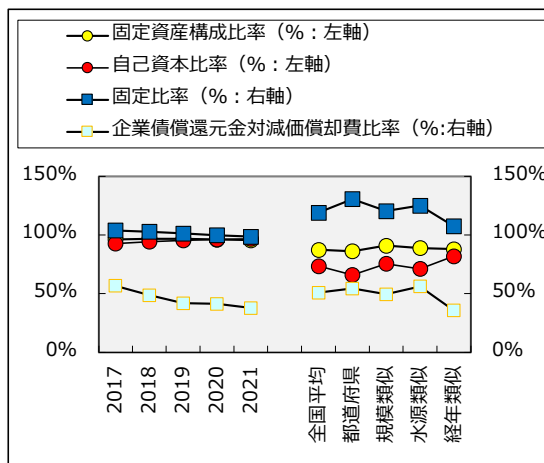 固定資産構成比率（%：左軸）
自己資本比率（%：左軸）
固定比率（%：右軸）
企業債償還元金対減価償却費比率（%:右軸）
150% 150%
100% 100%
50% 50%
0% 0%
2017
2018
2019
2020
2021
全国平均
都道府県
規模類似
水源類似
経年類似